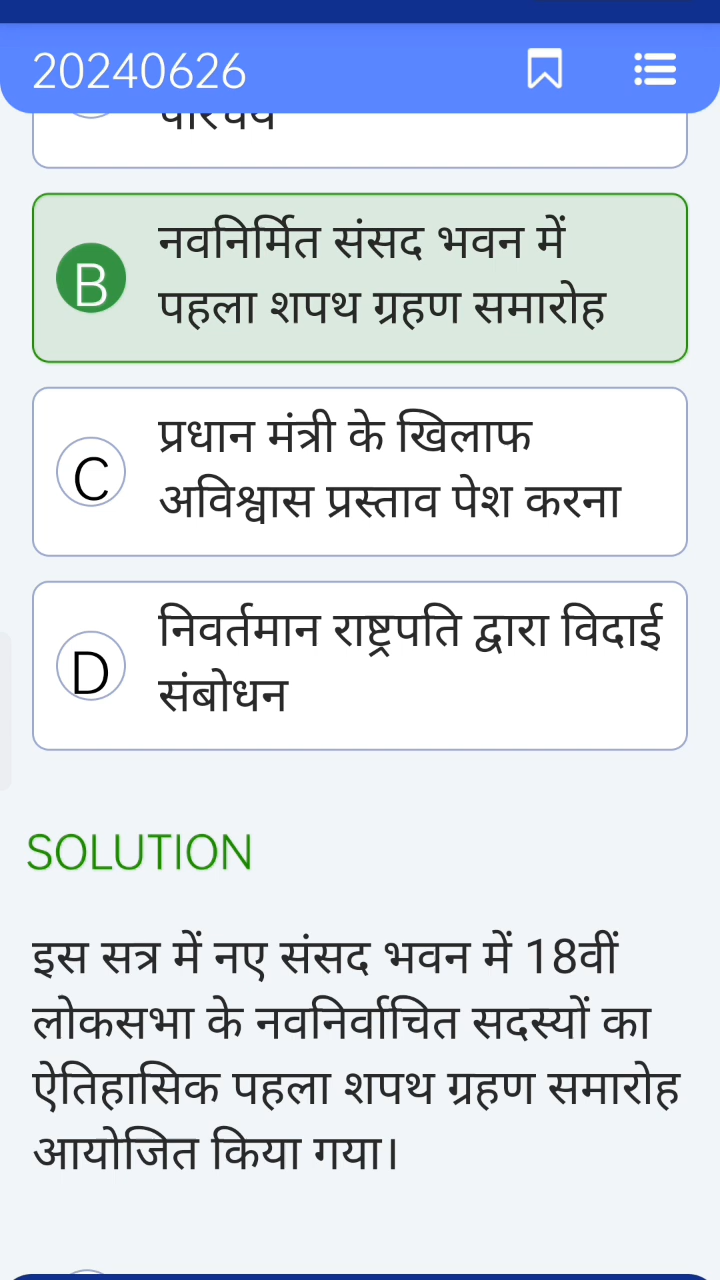 20240626
B
नवनिर्मित संसद भवन में
पहला शपथ ग्रहण समारोह
C
प्रधान मंत्री के खिलाफ
अविश्वास प्रस्ताव पेश करना
D
निवर्तमान राष्ट्रपति द्वारा विदाई
संबोधन
SOLUTION
इस सत्र में नए संसद भवन में 18वीं
लोकसभा के नवनिर्वाचित सदस्यों का
ऐतिहासिक पहला शपथ ग्रहण समारोह
आयोजित किया गया।